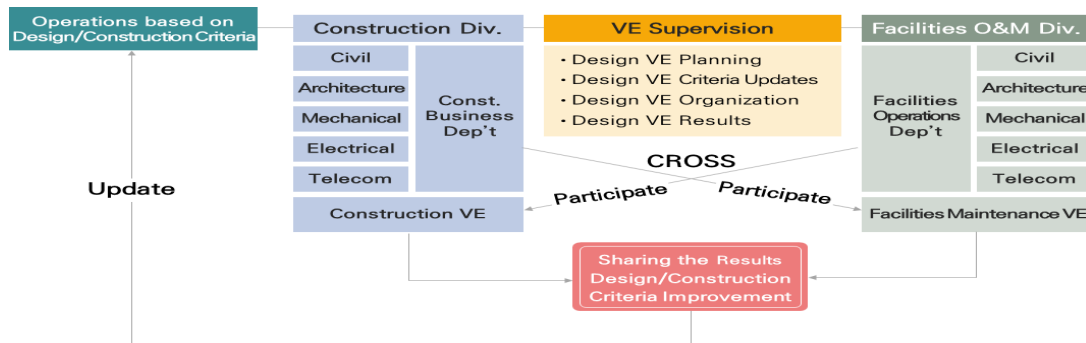 Operations based on
Design/Construction Criteria
Update
Construction Div.
Civil
Architecture
Mechanical
Electrical
Telecom
Const.
Business
Dep't
Construction VE
VE Supervision
• Design VE Planning
• Design VE Criteria Updates
• Design VE Organization
• Design VE Results
CROSS
Participate
Participate
Facilities O&M Div.
Facilities
Operations
Dep't
Civil
Architecture
Mechanical
Electrical
Telecom
Facilities Maintenance VE
Sharing the Results
Design/Construction
Criteria Improvement